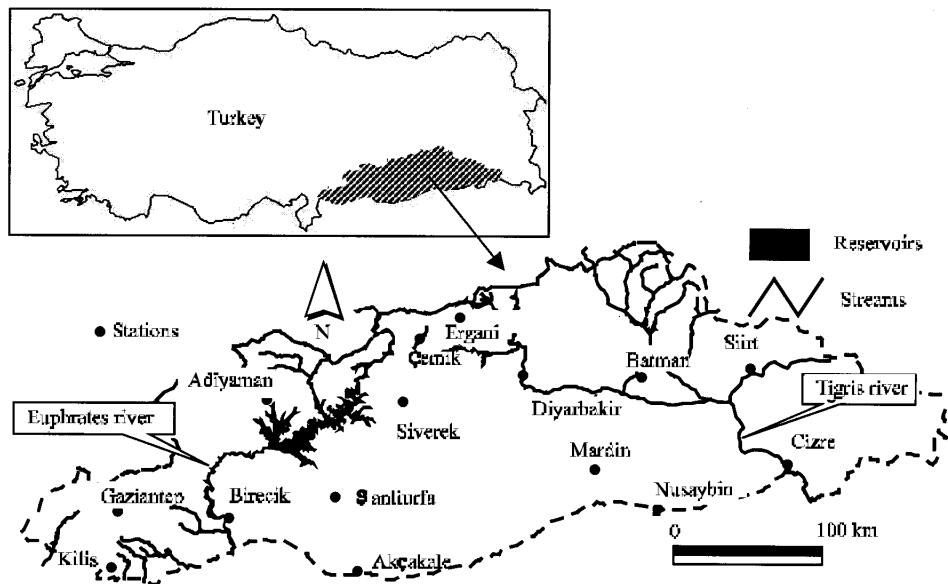 Turkey
Reservoirs
Streams
N
Stations
Ergani
Çermik
Siirt
Batman
Adiyaman
Tigris river
Euphrates river
Siverek
Diyarbakir
Mardin
Cizre
Gaziantep
Birecik
Sanliurfa
Nusaybin
0 100 km
Kilis
Akçakale